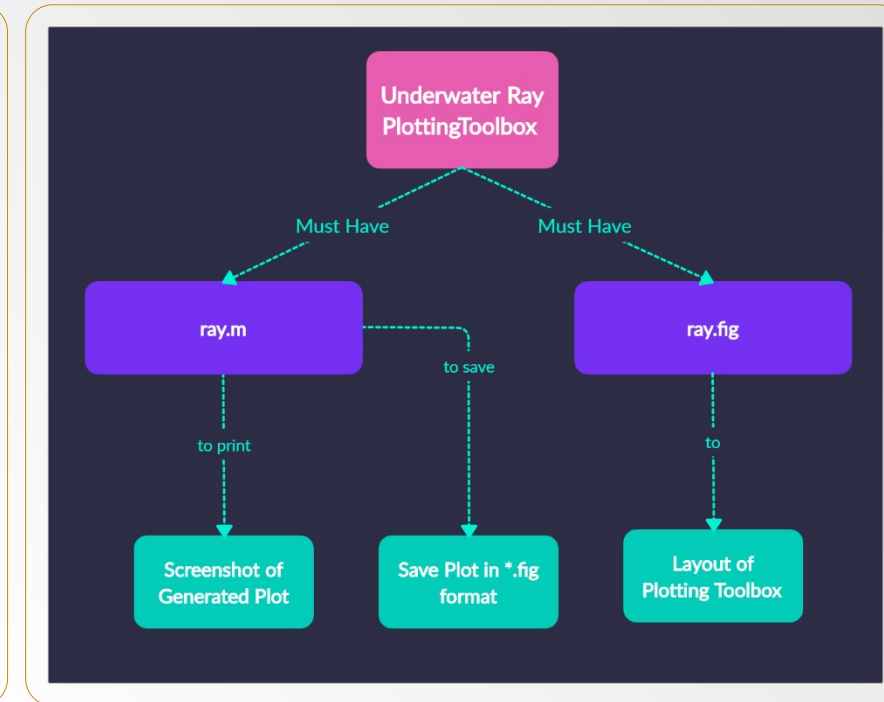 Underwater Ray
PlottingToolbox
Must Have
Must Have
ray.m
ray.fig
to save
to print
to
Screenshot of
Generated Plot
Save Plot in *.fig
format
Layout of
Plotting Toolbox